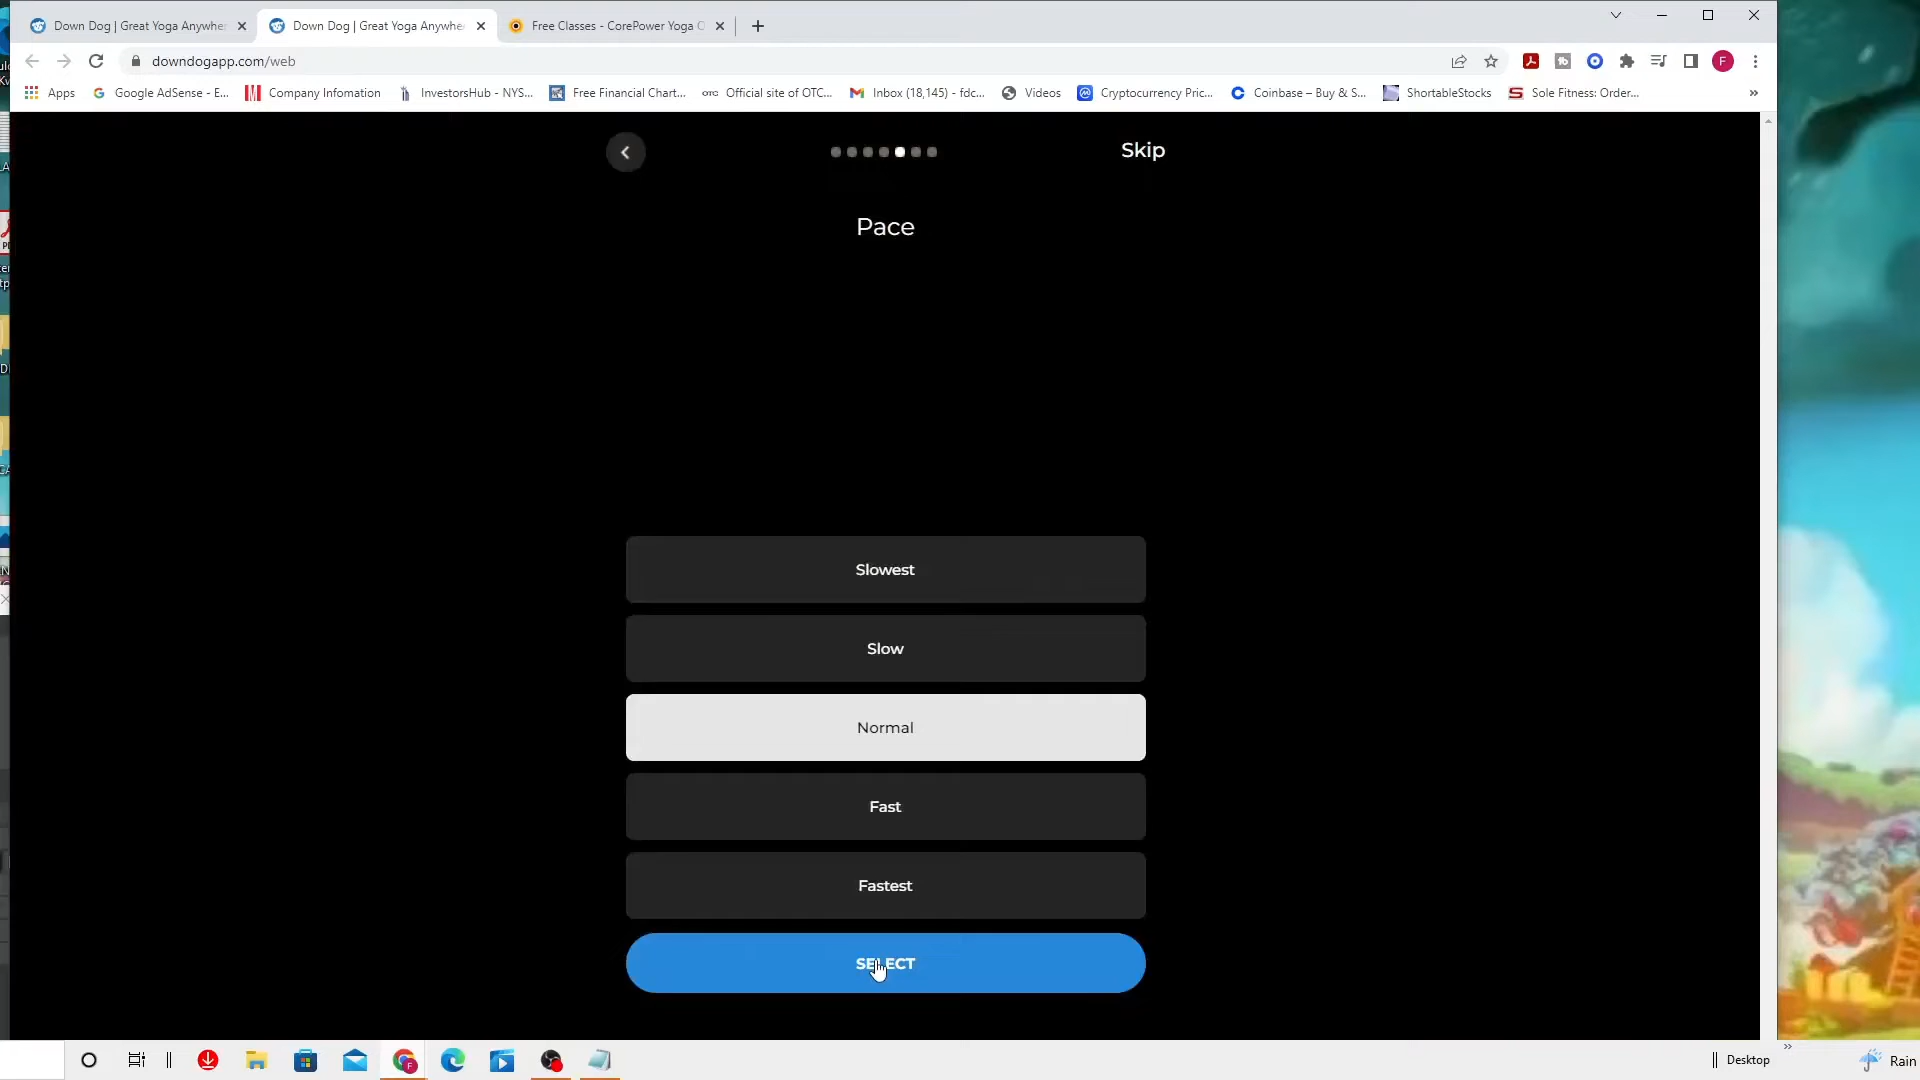 Down Dog | Great Yoga Anywher
Down Dog | Great Yoga Anywhe
Free Classes - CorePower Yoga O
downdogapp.com/web
F
Apps
Google AdSense - E...
Company Infomation
InvestorsHub - NYS...
Free Financial Chart...
OTC
Official site of OTC...
Inbox (18,145) - fdc...
Videos
Cryptocurrency Pric...
Coinbase – Buy & S...
ShortableStocks
Sole Fitness: Order...
»
Skip
Pace
Slowest
Slow
Normal
Fast
Fastest
SELECT
Desktop
»
Rain